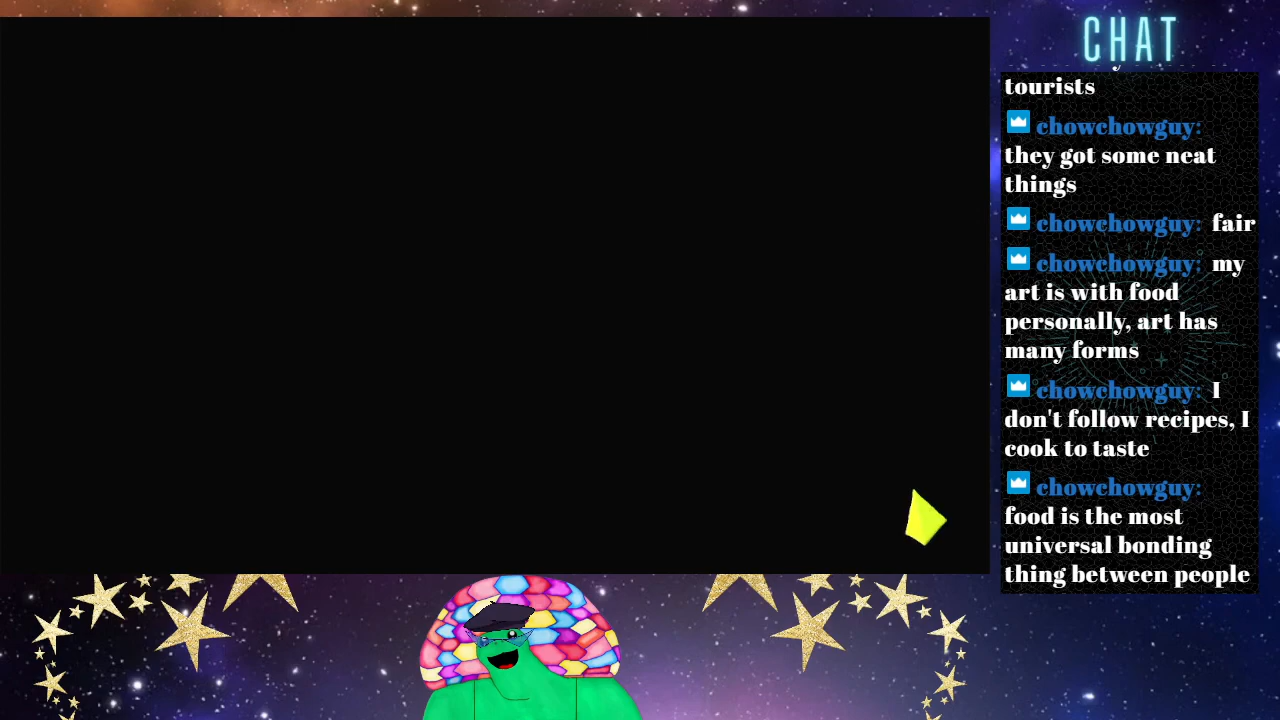 CHAT
tourists
chowchowguy:
they got some neat
things
chowchowguy: fair
chowchowguy: my
art is with food
personally, art has
many forms
chowchowguy: I
don't follow recipes, I
cook to taste
chowchowguy:
food is the most
universal bonding
thing between people